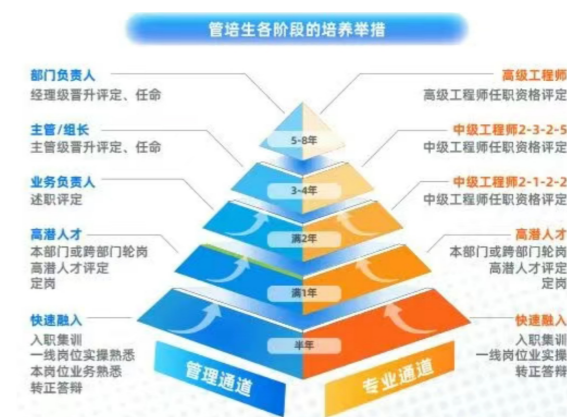 管培生各阶段的培养举措
部门负责人
经理级晋升评定、任命
主管/组长
主管级晋升评定、任命
业务负责人
述职评定
高潜人才
本部门或跨部门轮岗
高潜人才评定
定岗
快速融入
入职集训
一线岗位实操熟悉
本岗位业务熟悉
转正答辩
5-8年
3-4年
满2年
满1年
半年
高级工程师
高级工程师任职资格评定
中级工程师2-3、2-5
中级工程师任职资格评定
中级工程师2-1、2-2
中级工程师任职资格评定
高潜人才
本部门或跨部门轮岗
高潜人才评定
定岗
快速融入
入职集训
一线岗位业实操
本岗位业务熟悉
转正答辩
管理通道
专业通道